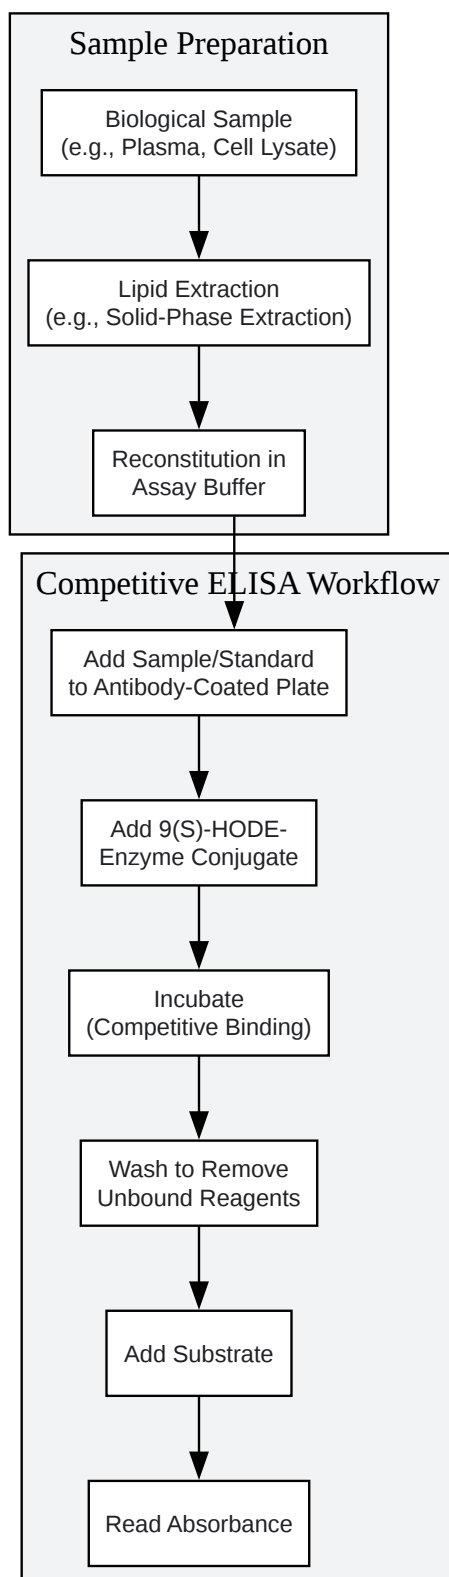 Sample Preparation
Biological Sample
(e.g., Plasma, Cell Lysate)
Lipid Extraction
(e.g., Solid-Phase Extraction)
Reconstitution in
Assay Buffer
Competitive ELISA Workflow
Add Sample/Standard
to Antibody-Coated Plate
Add 9(S)-HODE-
Enzyme Conjugate
Incubate
(Competitive Binding)
Wash to Remove
Unbound Reagents
Add Substrate
Read Absorbance